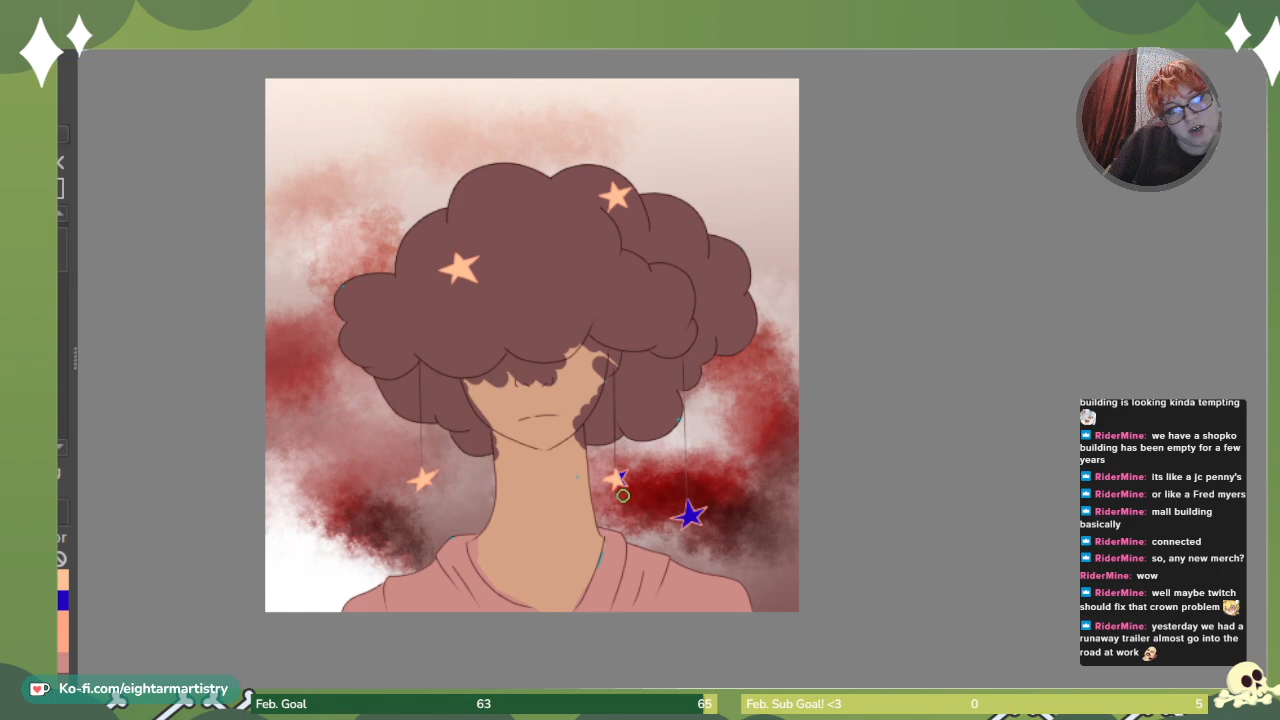 building is looking kinda tempting
RiderMine: we have a shopko
building has been empty for a few
years
RiderMine: its like a jc penny's
RiderMine: or like a Fred myers
RiderMine: mall building
basically
RiderMine: connected
RiderMine: so, any new merch?
RiderMine: wow
RiderMine: well maybe twitch
should fix that crown problem
RiderMine: yesterday we had a
runaway trailer almost go into the
road at work
or
Ko-fi.com/eightarmartistry
Feb. Goal 63 65
Feb. Sub Goal! <3 0 5